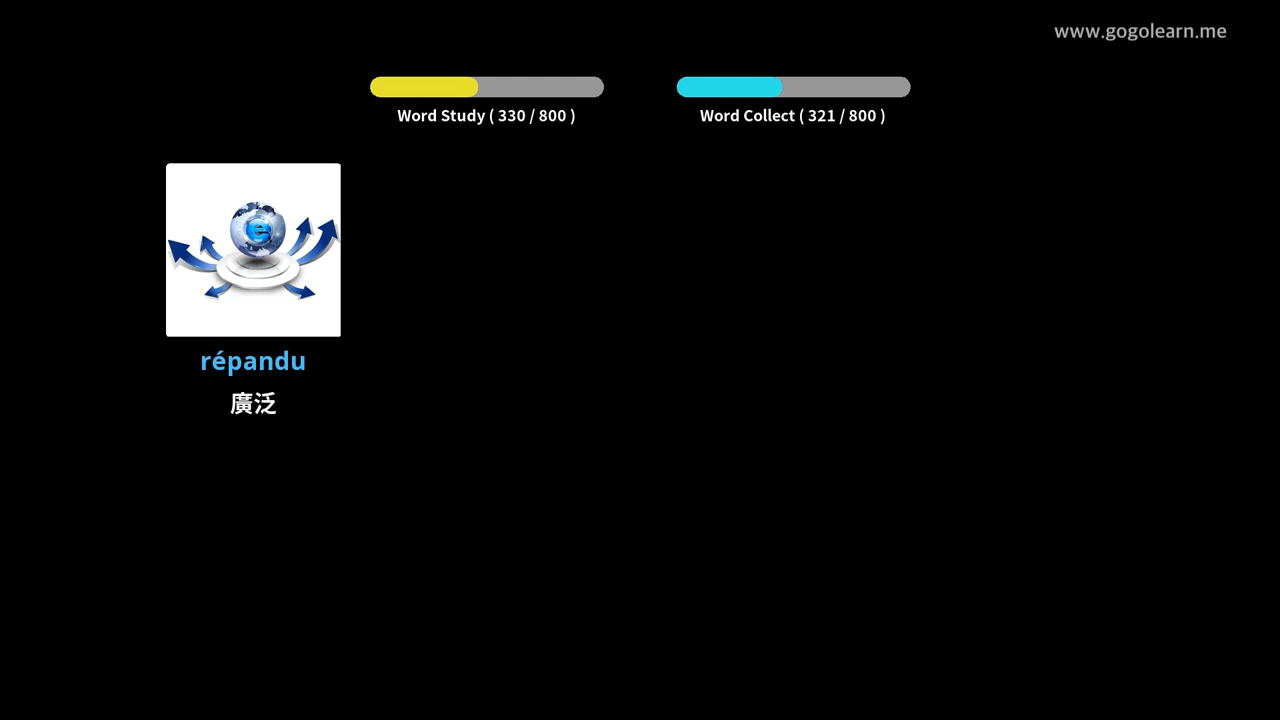 www.gogolearn.me
Word Study ( 330 / 800 )
Word Collect ( 321 / 800 )
e
répandu
廣泛